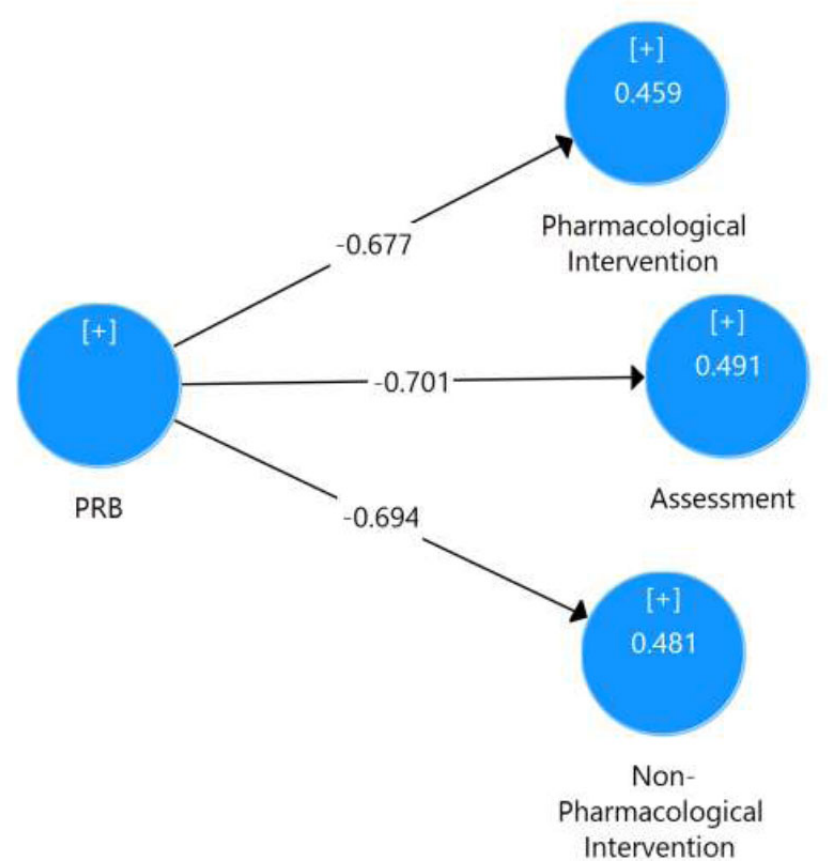 [+]
0.459
Pharmacological
Intervention
-0.677
[+]
PRB
-0.701
[+]
0.491
Assessment
-0.694
[+]
0.481
Non-
Pharmacological
Intervention